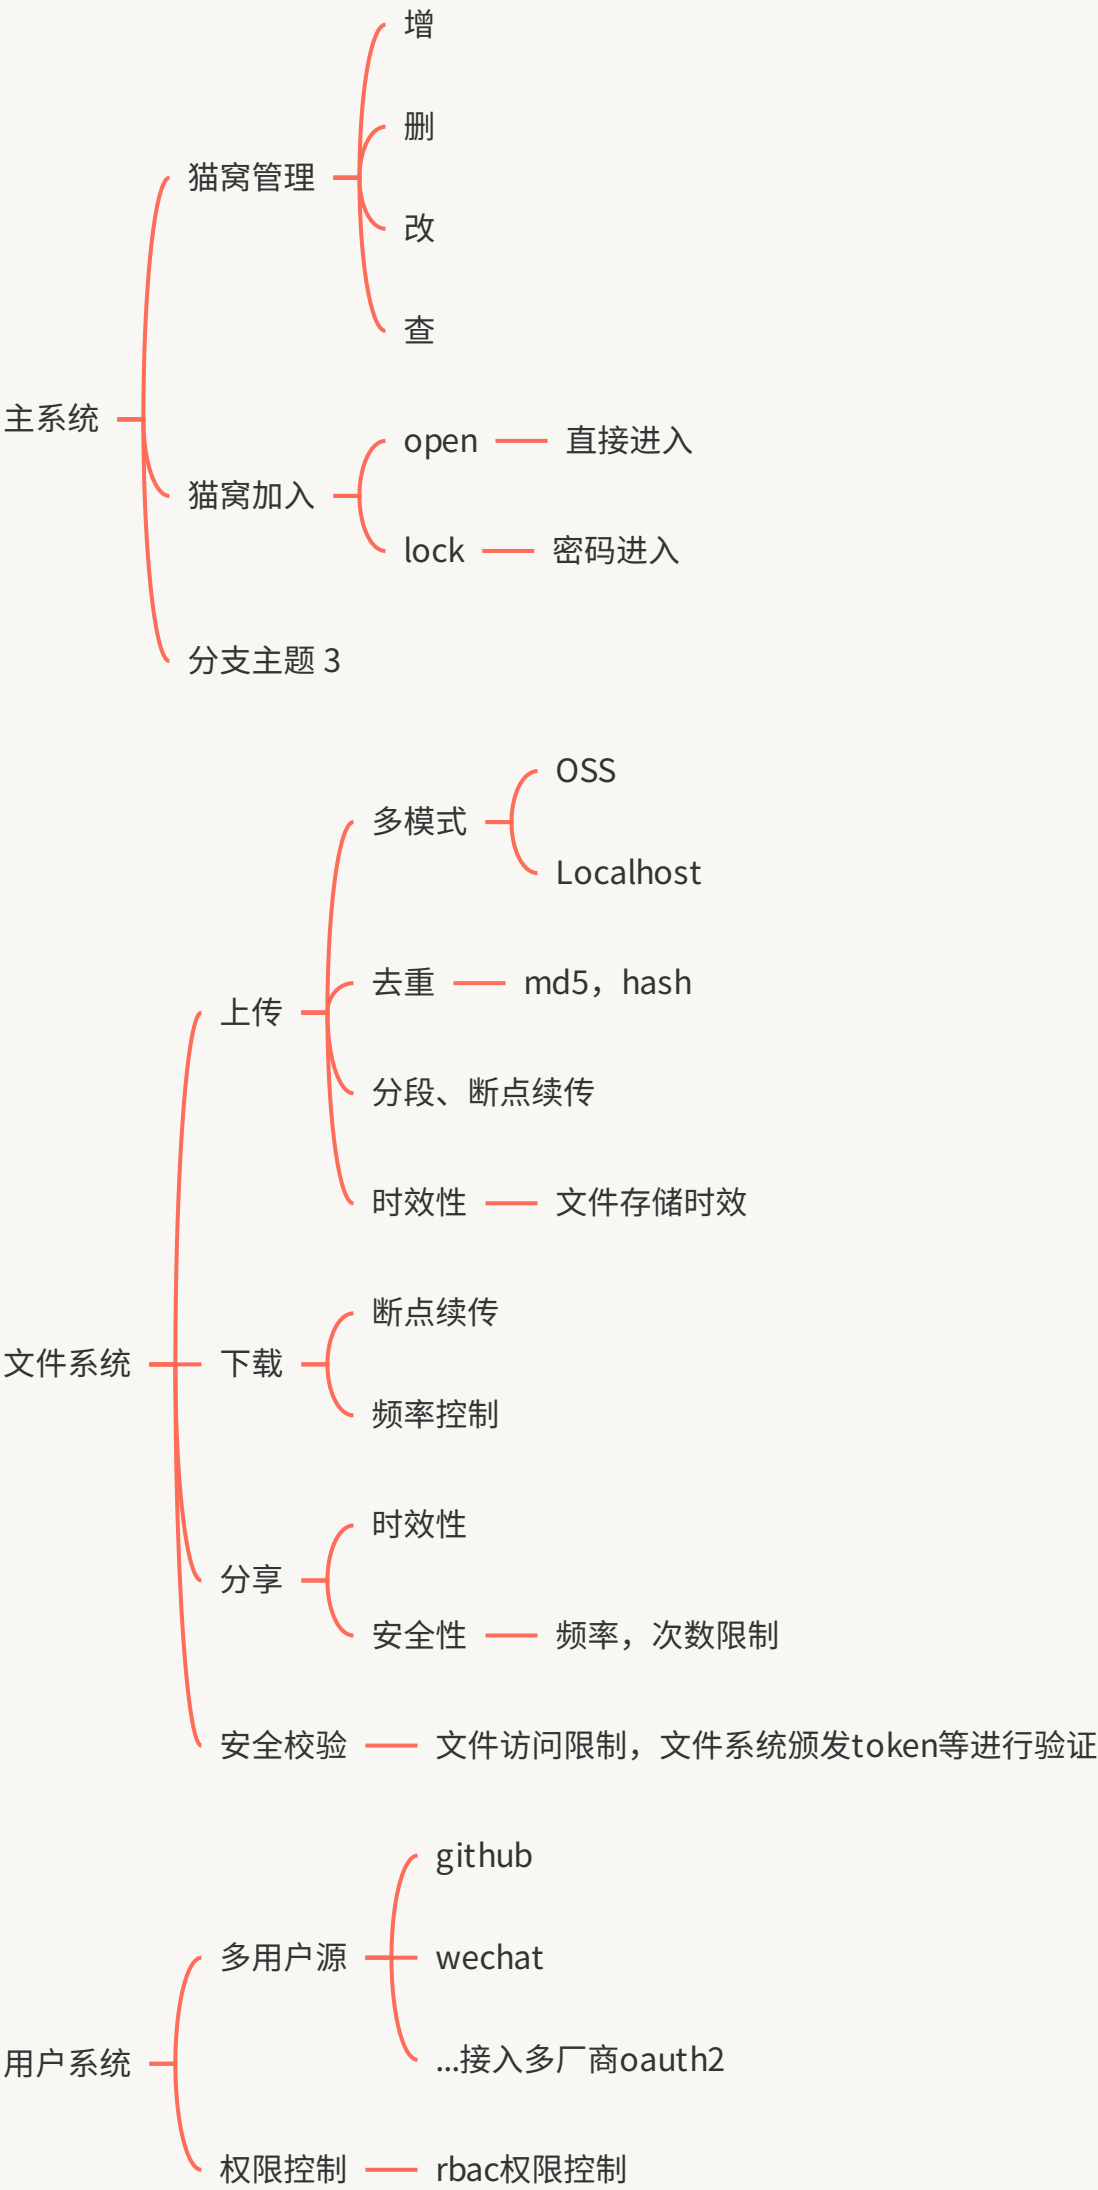 增
删
猫窝管理
改
查
主系统
open 直接进入
猫窝加入
lock 密码进入
分支主题 3
OSS
多模式
Localhost
去重 md5，hash
上传
分段、断点续传
时效性 文件存储时效
断点续传
文件系统 下载
频率控制
时效性
分享
安全性 频率，次数限制
安全校验 文件访问限制，文件系统颁发token等进行验证
github
多用户源 wechat
...接入多厂商oauth2
用户系统
权限控制 rbac权限控制